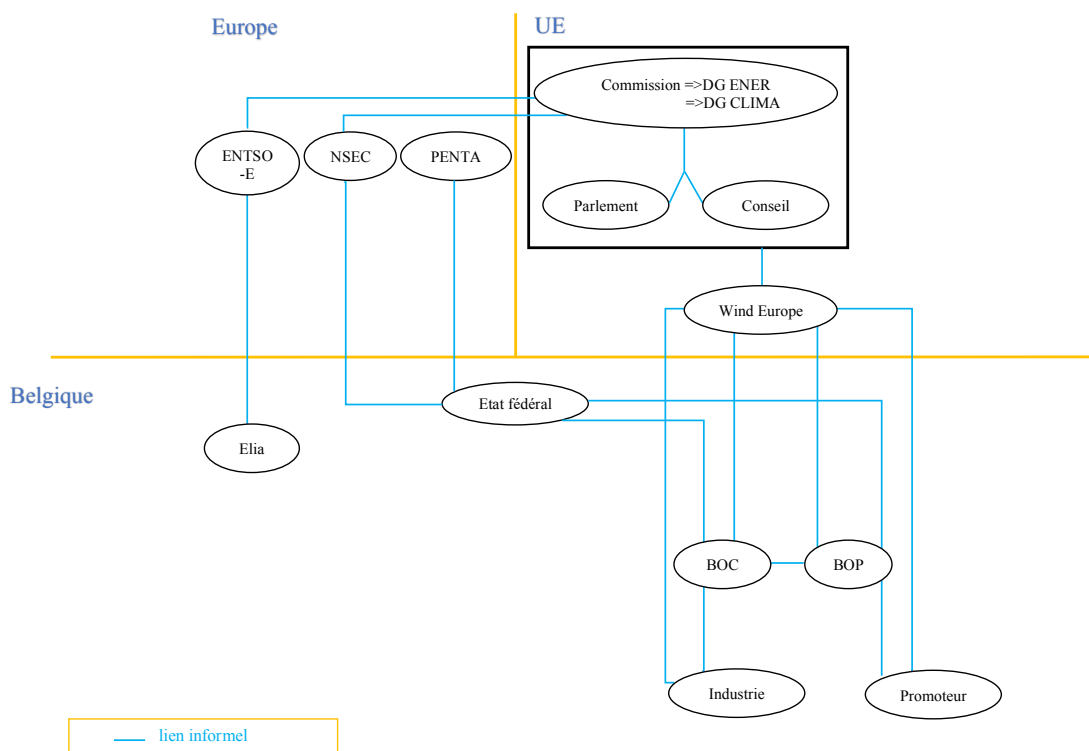 Europe
UE
Commission =>DG ENER
=>DG CLIMA
ENTSO
-E
NSEC
PENTA
Parlement
Conseil
Wind Europe
Belgique
Etat fédéral
Elia
BOC
BOP
Industrie
Promoteur
lien informel